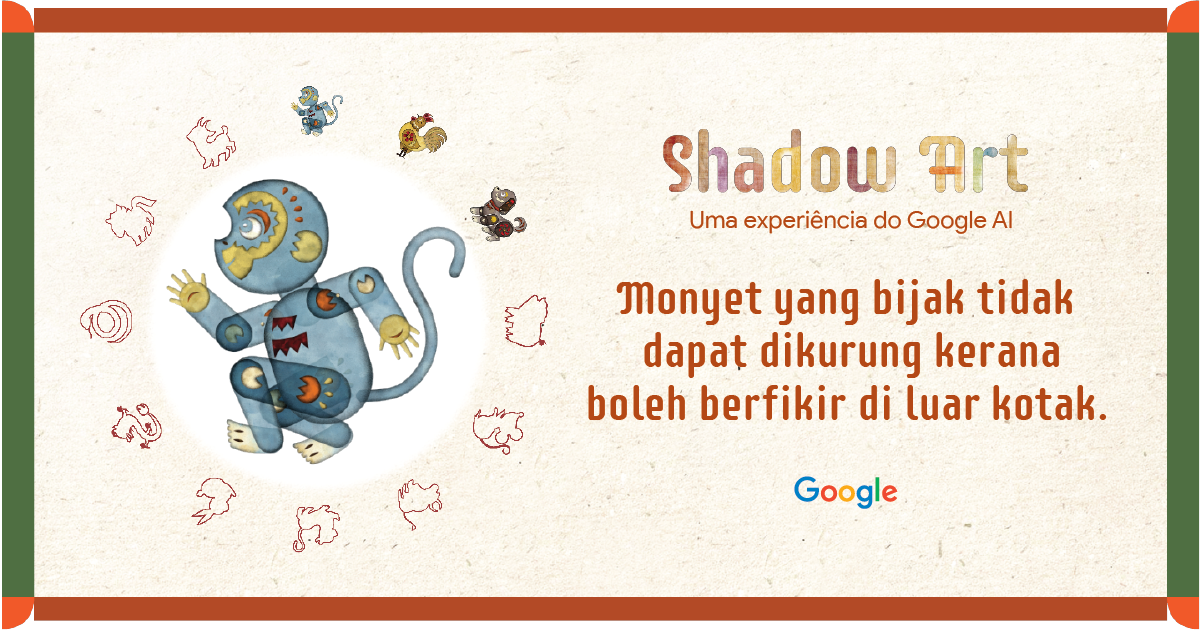 Shadow Art
Uma experiência do Google AI
Monyet yang bijak tidak
dapat dikurung kerana
boleh berfikir di luar kotak.
Google